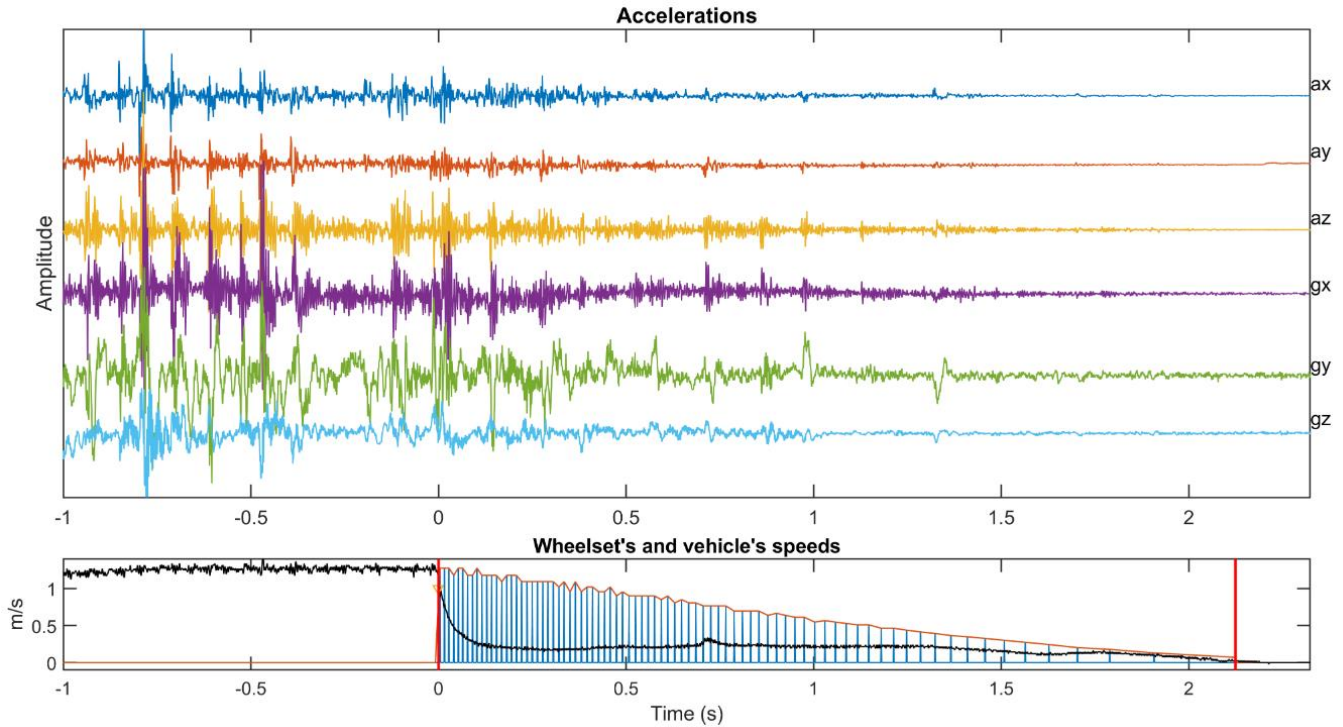 Accelerations
Amplitude
ax
ay
az
gx
gy
gz
-1 -0.5 0 0.5 1 1.5 2
Wheelset's and vehicle's speeds
m/s
1
0.5
0
-1 -0.5 0 0.5 1 1.5 2
Time (s)